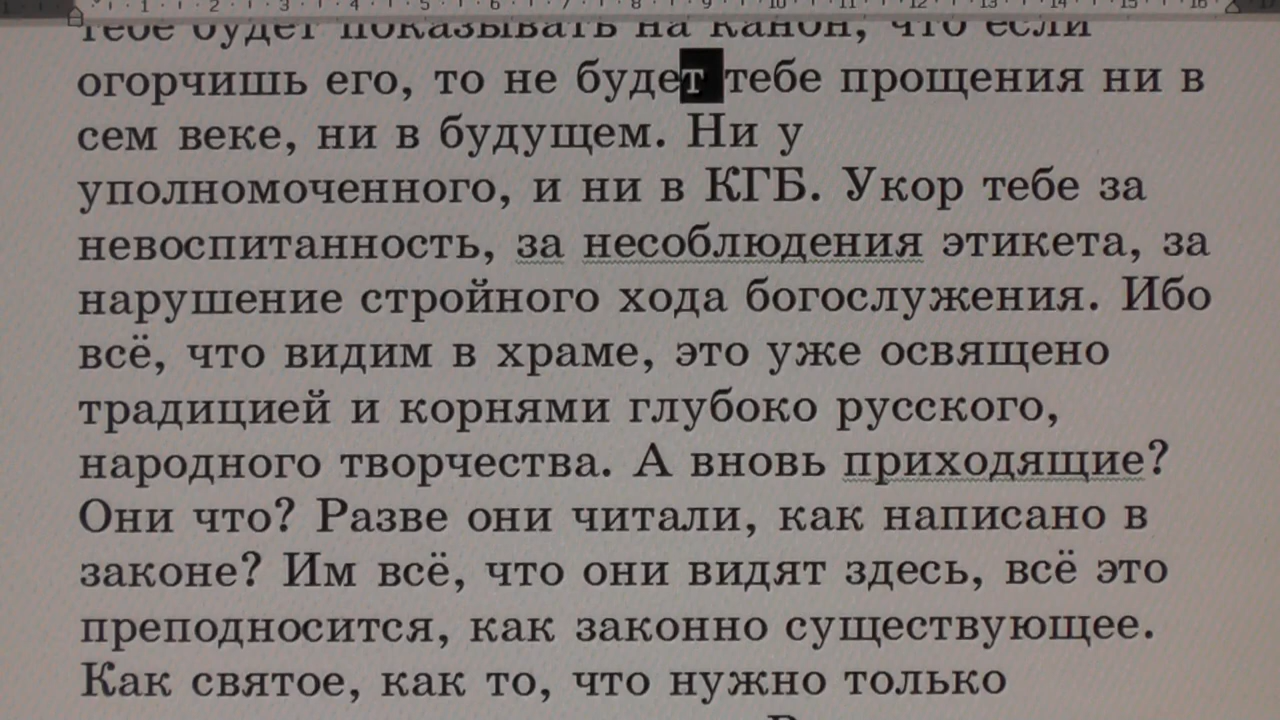 тебе будет показывать на канон, что если
огорчишь его, то не будет тебе прощения ни в
сем веке, ни в будущем. Ни у
уполномоченного, и ни в КГБ. Укор тебе за
невоспитанность, за несоблюдения этикета, за
нарушение стройного хода богослужения. Ибо
всё, что видим в храме, это уже освящено
традицией и корнями глубоко русского,
народного творчества. А вновь приходящие?
Они что? Разве они читали, как написано в
законе? Им всё, что они видят здесь, всё это
преподносится, как законно существующее.
Как святое, как то, что нужно только